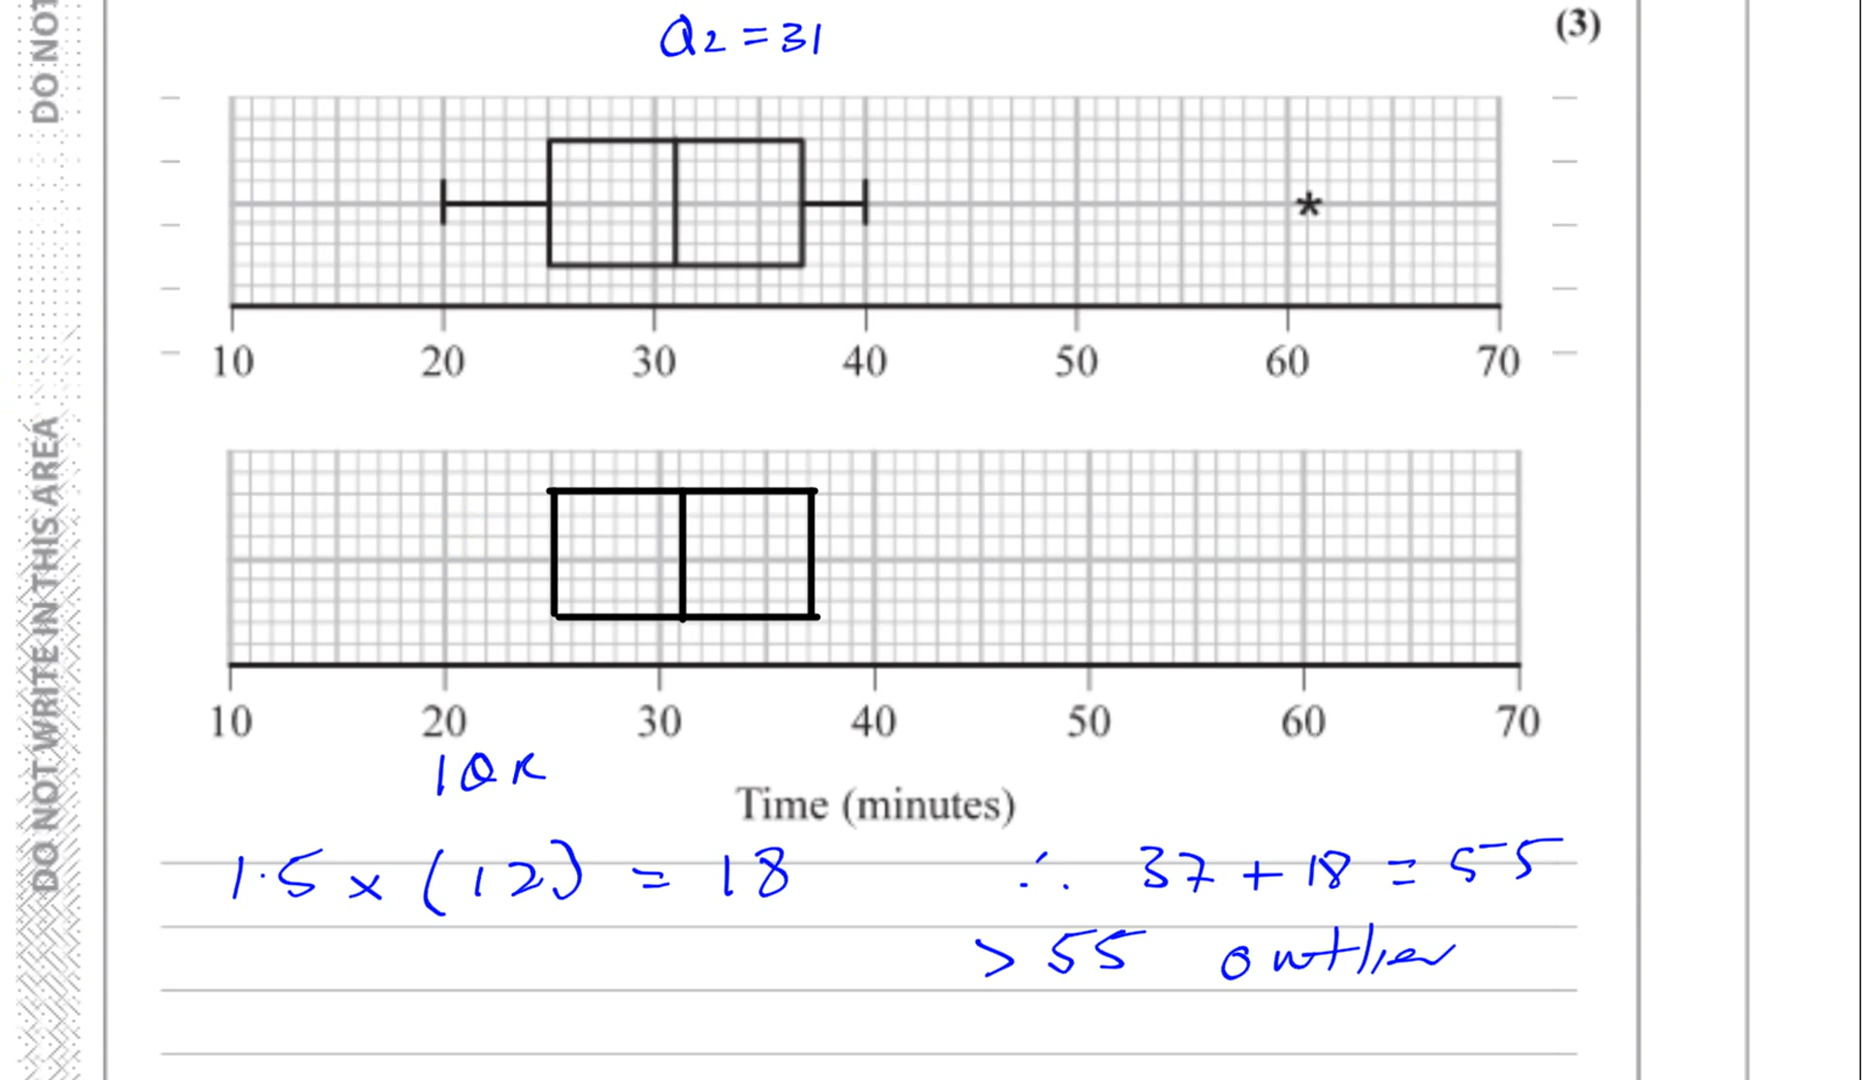 DO NOT
Q2 = 31
(3)
*
10 20 30 40 50 60 70
10 20 30 40 50 60 70
DO NOT WRITE IN THIS AREA
IQR
Time (minutes)
1.5 × (12) = 18 ∴ 37 + 18 = 55
> 55 outlier